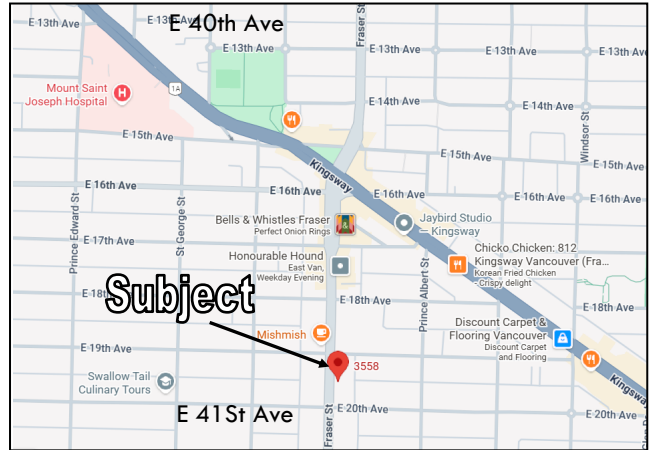 E 40th Ave
E 13th Ave
E 13th Ave
E 13th Ave
E 13th Ave
E 13th Av
Fraser St
Mount Saint
Joseph Hospital
1A
E 14th Ave
E 14th Ave
Windsor St
E 15th Ave
E 15th Ave
E 15th Ave
Kingsway
E 16th Ave
E 16th Ave
E 16th Ave
E 16th Ave
E 16th Ave
Prince Edward St
St George St
Bells & Whistles Fraser
Perfect Onion Rings
Jaybird Studio
– Kingsway
E 17th Ave
Honourable Hound
East Van,
Weekday Evening
Prince Albert St
Chicko Chicken: 812
Kingsway Vancouver (Fra...
Korean Fried Chicken
- Crispy delight
E 18th
Subject
E 18th Ave
E 18th Ave
Mishmish
Discount Carpet &
Flooring Vancouver
Discount Carpet
and Flooring
E 19th Ave
3558
Swallow Tail
Culinary Tours
E 41St Ave
Fraser St
E 20th Ave
E 20th Ave
Kingsway